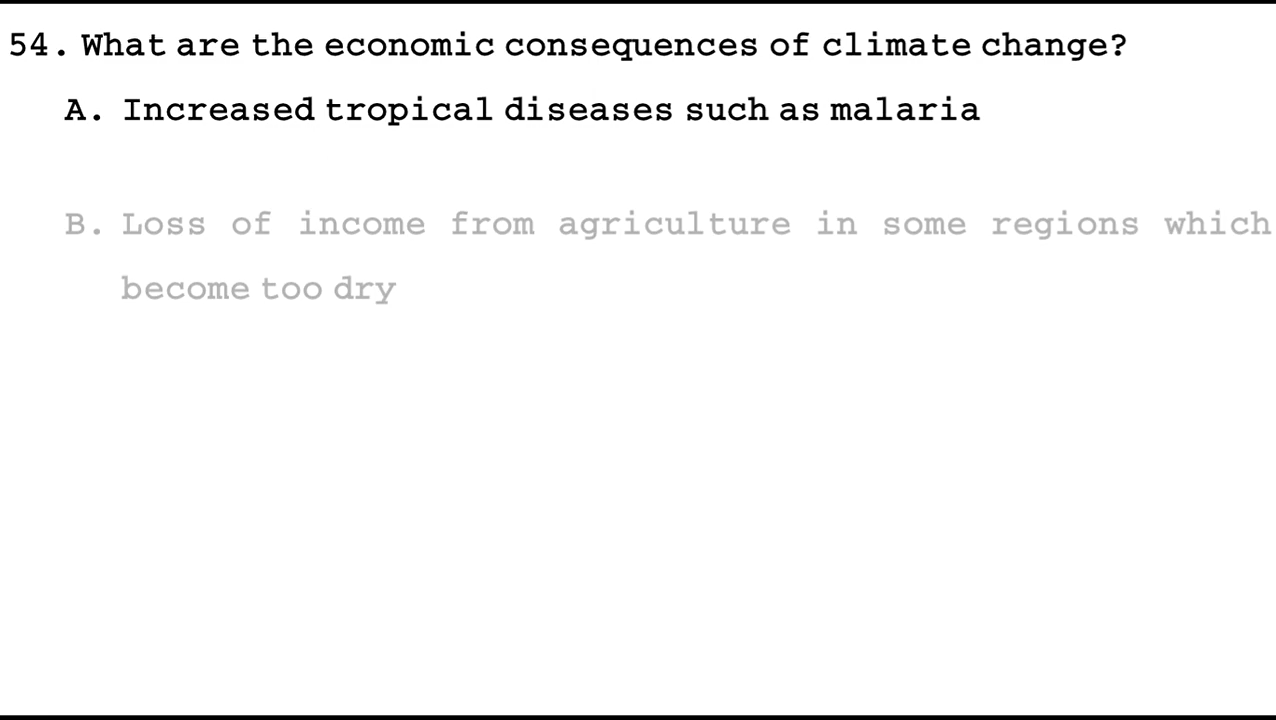 54. What are the economic consequences of climate change?
A. Increased tropical diseases such as malaria
B. Loss of income from agriculture in some regions which
become too dry